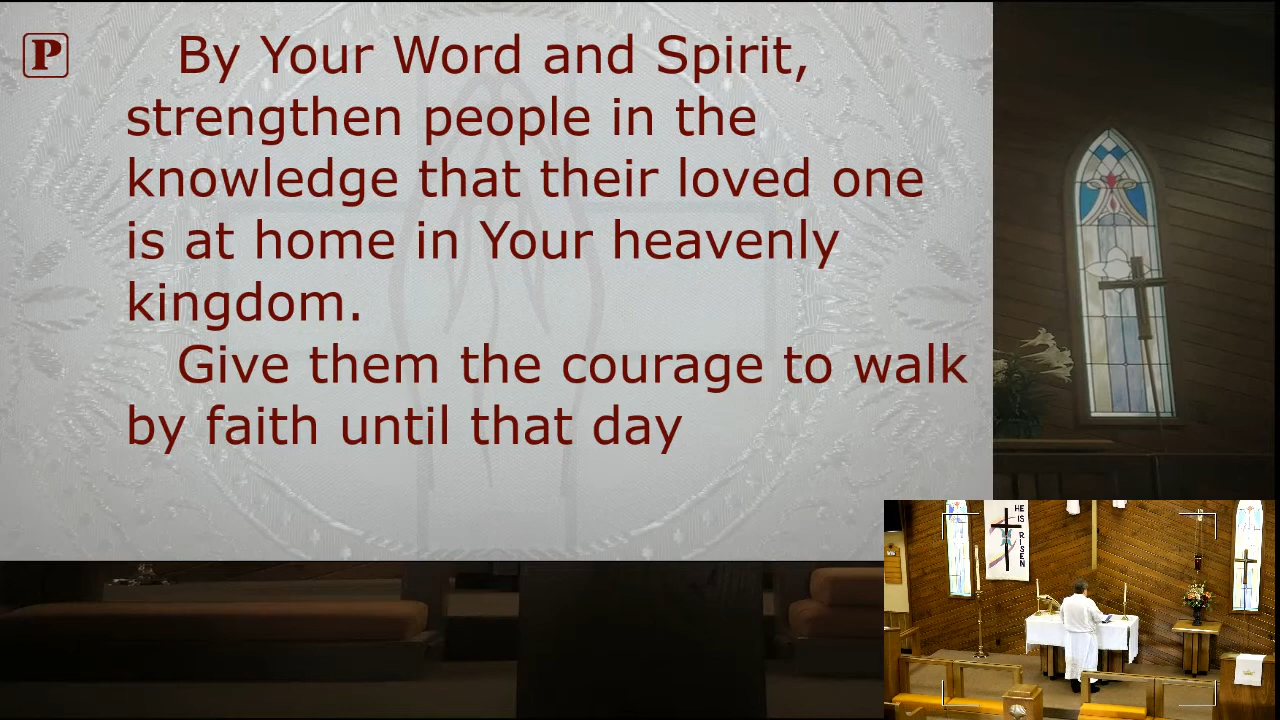 P
By Your Word and Spirit,
strengthen people in the
knowledge that their loved one
is at home in Your heavenly
kingdom.
Give them the courage to walk
by faith until that day
HE
IS
RISEN